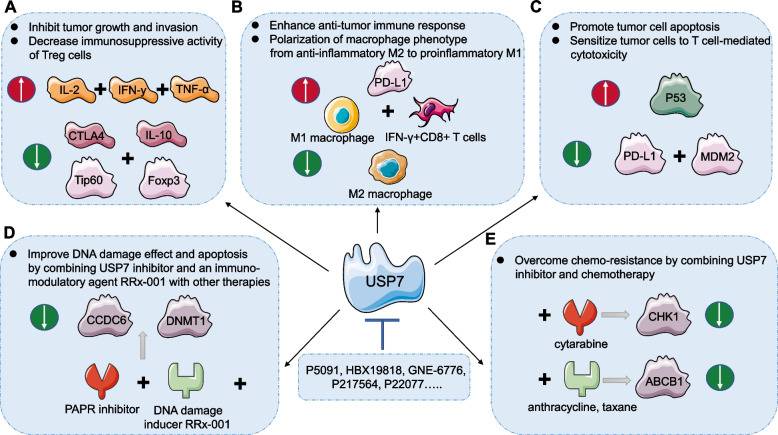 A
● Inhibit tumor growth and invasion
● Decrease immunosuppressive activity
of Treg cells
IL-2 + IFN-γ + TNF-α
CTLA4 IL-10
+
Tip60 Foxp3
B
● Enhance anti-tumor immune response
● Polarization of macrophage phenotype
from anti-inflammatory M2 to proinflammatory M1
PD-L1
+
M1 macrophage IFN-γ+CD8+ T cells
M2 macrophage
C
● Promote tumor cell apoptosis
● Sensitize tumor cells to T cell-mediated
cytotoxicity
P53
PD-L1 + MDM2
USP7
P5091, HBX19818, GNE-6776,
P217564, P22077.....
D
● Improve DNA damage effect and apoptosis
by combining USP7 inhibitor and an immuno-
modulatory agent RRx-001 with other therapies
CCDC6 DNMT1
+ +
PAPR inhibitor DNA damage
inducer RRx-001
E
● Overcome chemo-resistance by combining USP7
inhibitor and chemotherapy
+ CHK1
cytarabine
+ ABCB1
anthracycline, taxane